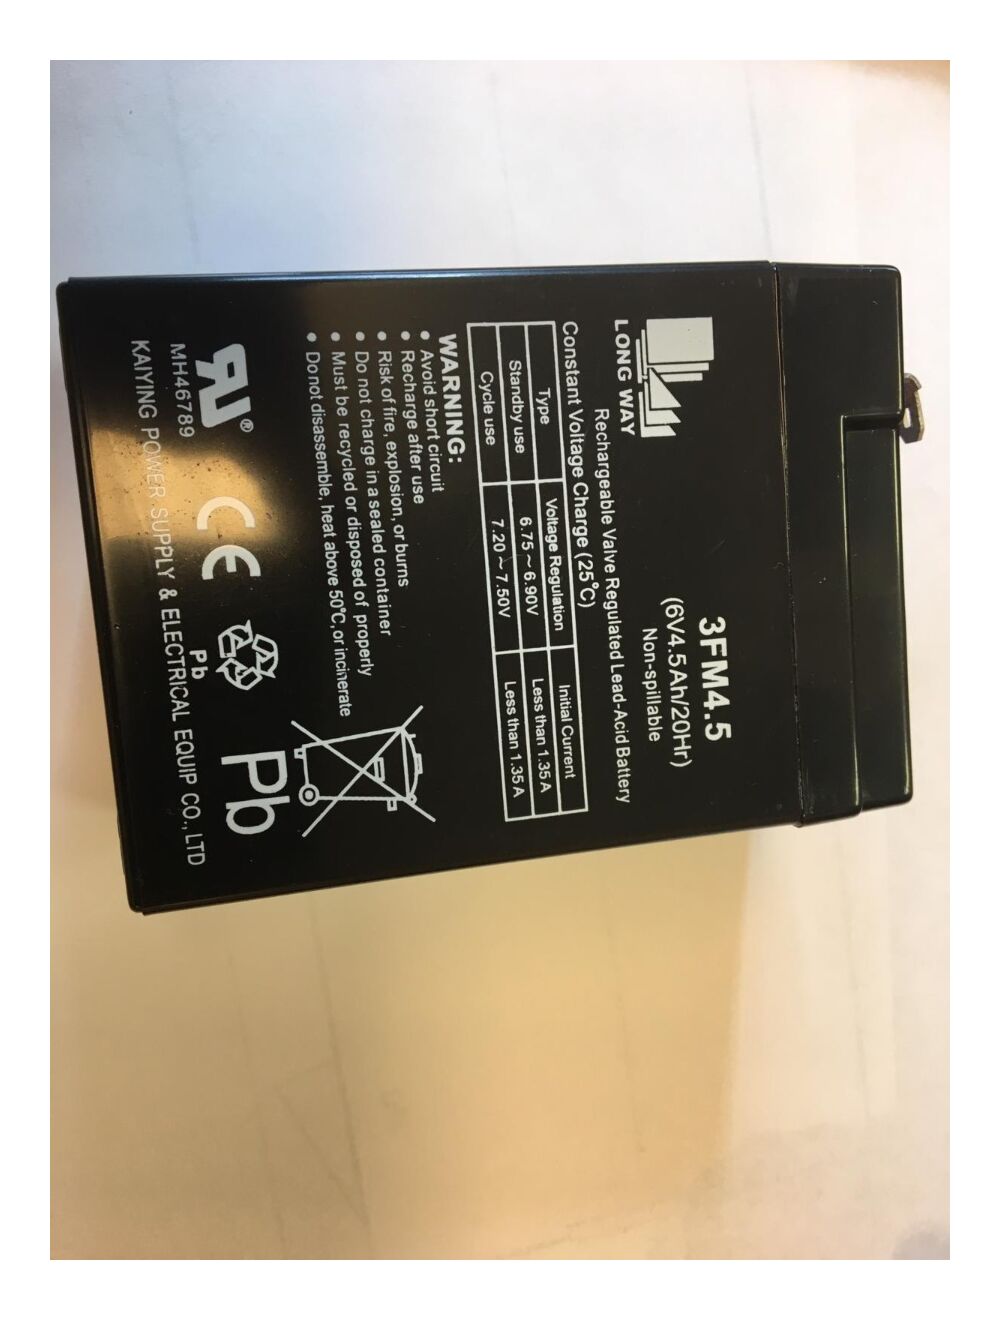 LONG WAY
3FM4.5
(6V4.5Ah/20Hr)
Non-spillable
Rechargeable Valve Regulated Lead-Acid Battery
Constant Voltage Charge (25°C)
Type Voltage Regulation Initial Current
Standby use 6.75～6.90V Less than 1.35A
Cycle use 7.20～7.50V Less than 1.35A
WARNING:
• Avoid short circuit
• Recharge after use
• Risk of fire, explosion, or burns
• Do not charge in a sealed container
• Must be recycled or disposed of properly
• Do not disassemble, heat above 50°C, or incinerate
RU®
MH46789
CE
Pb
Pb
KAIYING POWER SUPPLY & ELECTRICAL EQUIP CO., LTD